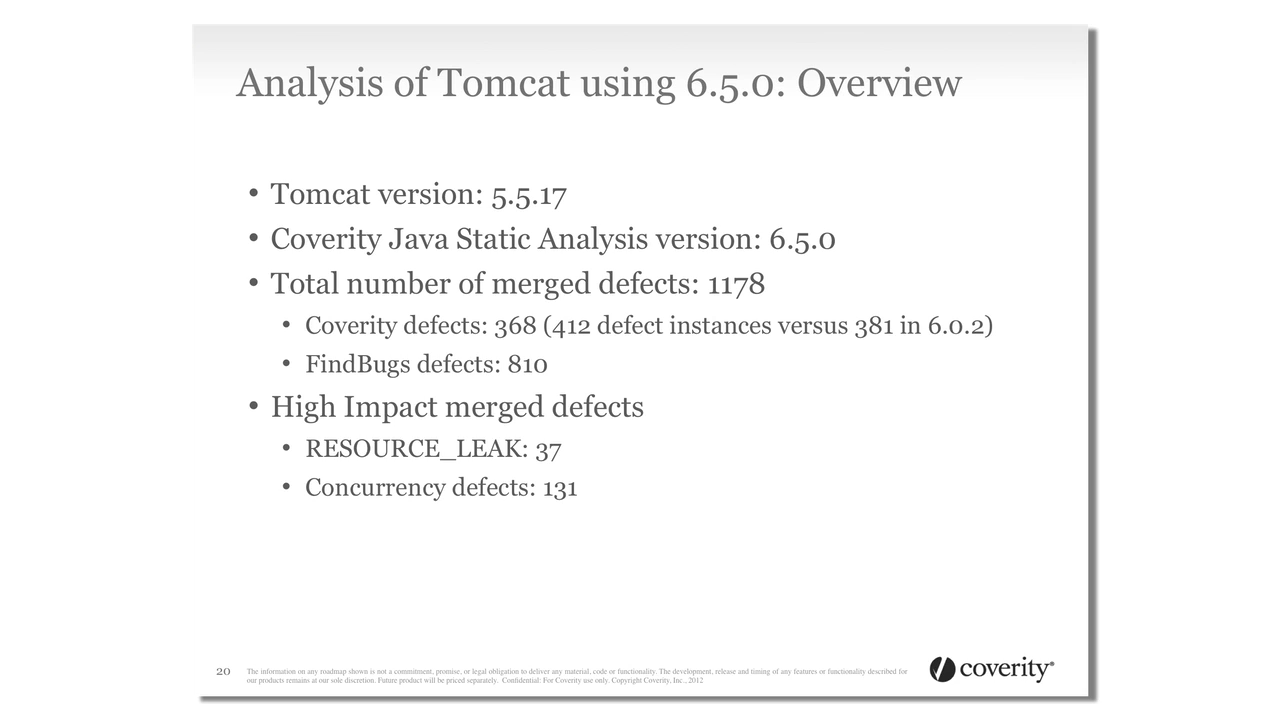 Analysis of Tomcat using 6.5.0: Overview
• Tomcat version: 5.5.17
• Coverity Java Static Analysis version: 6.5.0
• Total number of merged defects: 1178
• Coverity defects: 368 (412 defect instances versus 381 in 6.0.2)
• FindBugs defects: 810
• High Impact merged defects
• RESOURCE_LEAK: 37
• Concurrency defects: 131
20
The information on any roadmap shown is not a commitment, promise, or legal obligation to deliver any material, code or functionality. The development, release and timing of any features or functionality described for
our products remains at our sole discretion. Future product will be priced separately. Confidential: For Coverity use only. Copyright Coverity, Inc., 2012
coverity®